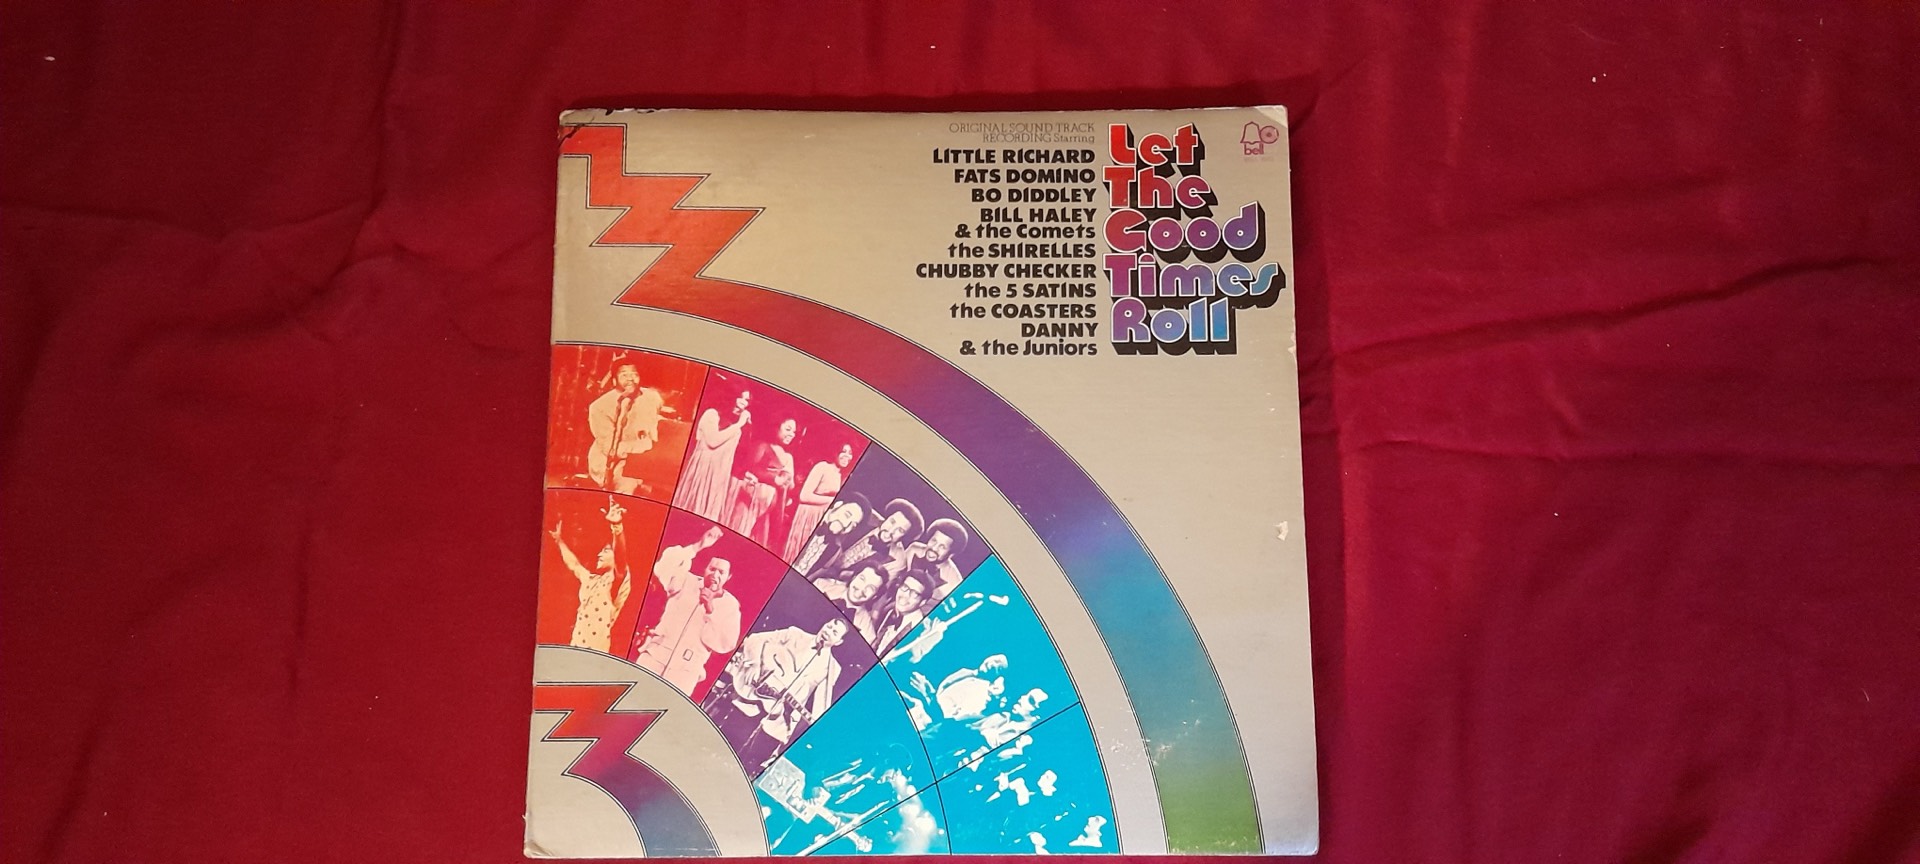 ORIGINAL SOUND TRACK
RECORDING Starring
LITTLE RICHARD
FATS DOMINO
BO DIDDLEY
BILL HALEY
& the Comets
the SHIRELLES
CHUBBY CHECKER
the 5 SATINS
the COASTERS
DANNY
& the Juniors
Let
The
Good
Times
Roll
bell